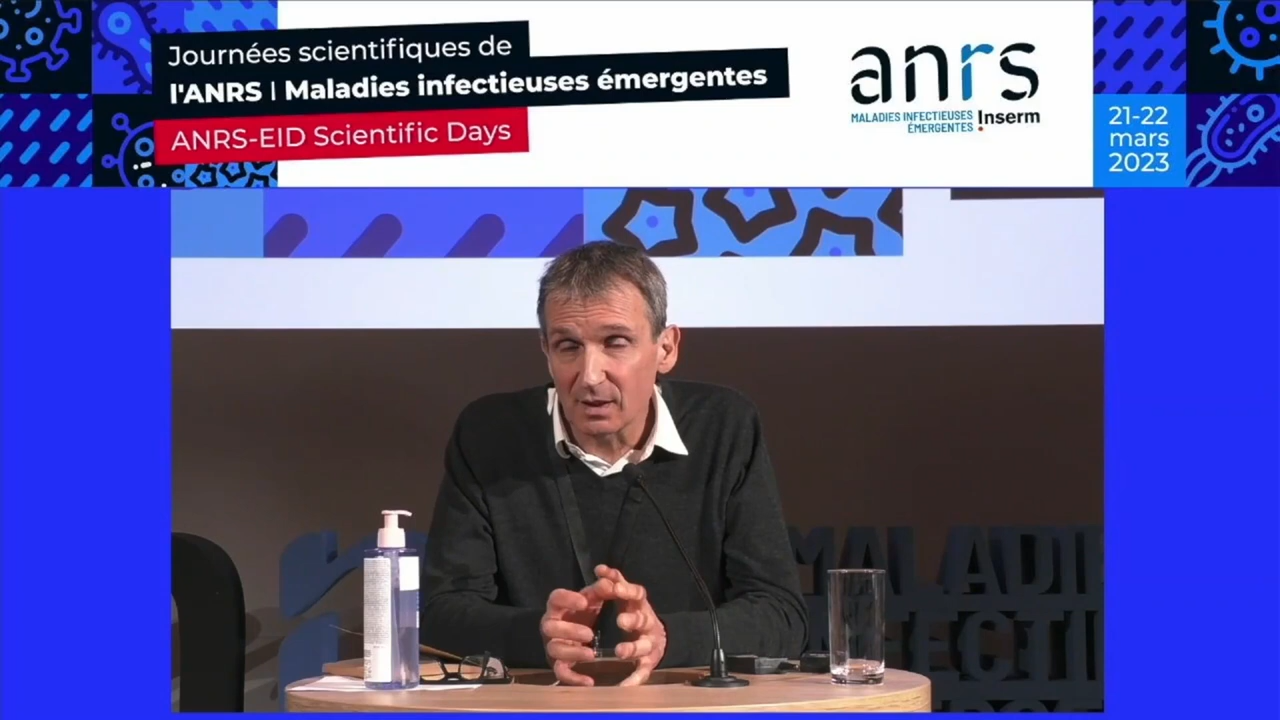 Journées scientifiques de
l'ANRS | Maladies infectieuses émergentes
ANRS-EID Scientific Days
anrs
MALADIES INFECTIEUSES
ÉMERGENTES Inserm
21-22
mars
2023